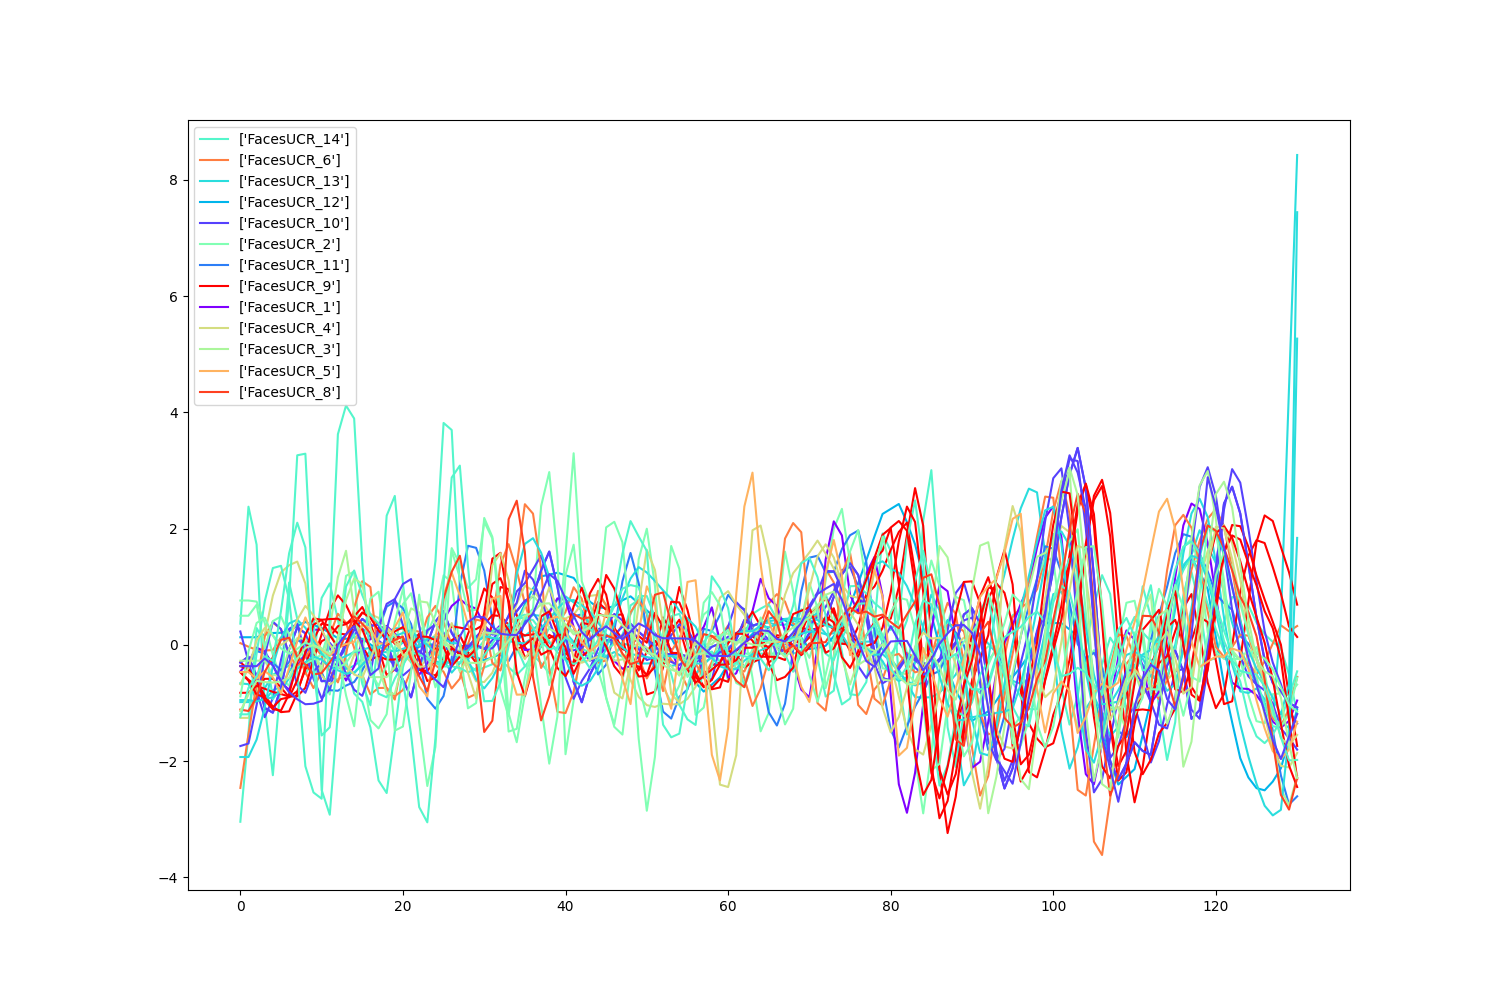 ['FacesUCR_14']
['FacesUCR_6']
['FacesUCR_13']
['FacesUCR_12']
['FacesUCR_10']
['FacesUCR_2']
['FacesUCR_11']
['FacesUCR_9']
['FacesUCR_1']
['FacesUCR_4']
['FacesUCR_3']
['FacesUCR_5']
['FacesUCR_8']
8
6
4
2
0
−2
−4
0 20 40 60 80 100 120